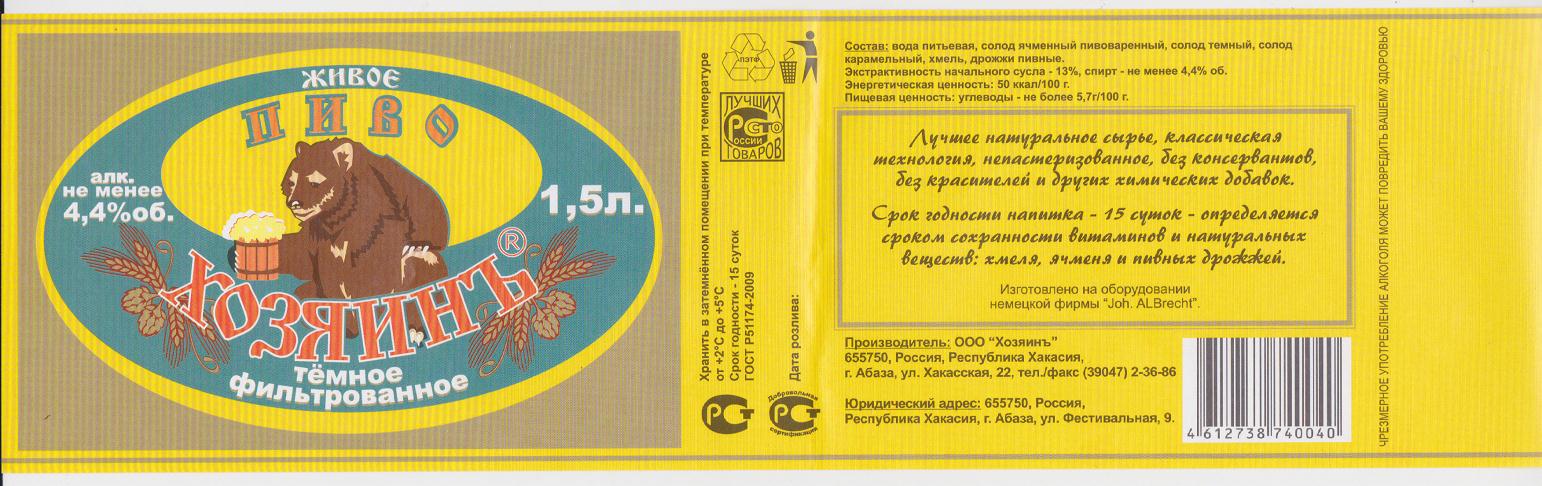 живое
пиво
алк.
не менее
4,4%об.
1,5л.
Хозяинъ®
тёмное
фильтрованное
Хранить в затемнённом помещении при температуре
от +2°С до +5°С
Срок годности - 15 суток
ГОСТ Р51174-2009
Дата розлива:
ПЭТФ
ЛУЧШИХ
СТО
РОССИИ
ТОВАРОВ
РСТ
Добровольная
РСТ
сертификация
Состав: вода питьевая, солод ячменный пивоваренный, солод темный, солод
карамельный, хмель, дрожжи пивные.
Экстрактивность начального сусла - 13%, спирт - не менее 4,4% об.
Энергетическая ценность: 50 ккал/100 г.
Пищевая ценность: углеводы - не более 5,7г/100 г.
Лучшее натуральное сырье, классическая
технология, непастеризованное, без консервантов,
без красителей и других химических добавок.
Срок годности напитка - 15 суток - определяется
сроком сохранности витаминов и натуральных
веществ: хмеля, ячменя и пивных дрожжей.
Изготовлено на оборудовании
немецкой фирмы "Joh. ALBrecht".
Производитель: ООО "Хозяинъ"
655750, Россия, Республика Хакасия,
г. Абаза, ул. Хакасская, 22, тел./факс (39047) 2-36-86
Юридический адрес: 655750, Россия,
Республика Хакасия, г. Абаза, ул. Фестивальная, 9.
4 612738 740040
ЧРЕЗМЕРНОЕ УПОТРЕБЛЕНИЕ АЛКОГОЛЯ МОЖЕТ ПОВРЕДИТЬ ВАШЕМУ ЗДОРОВЬЮ